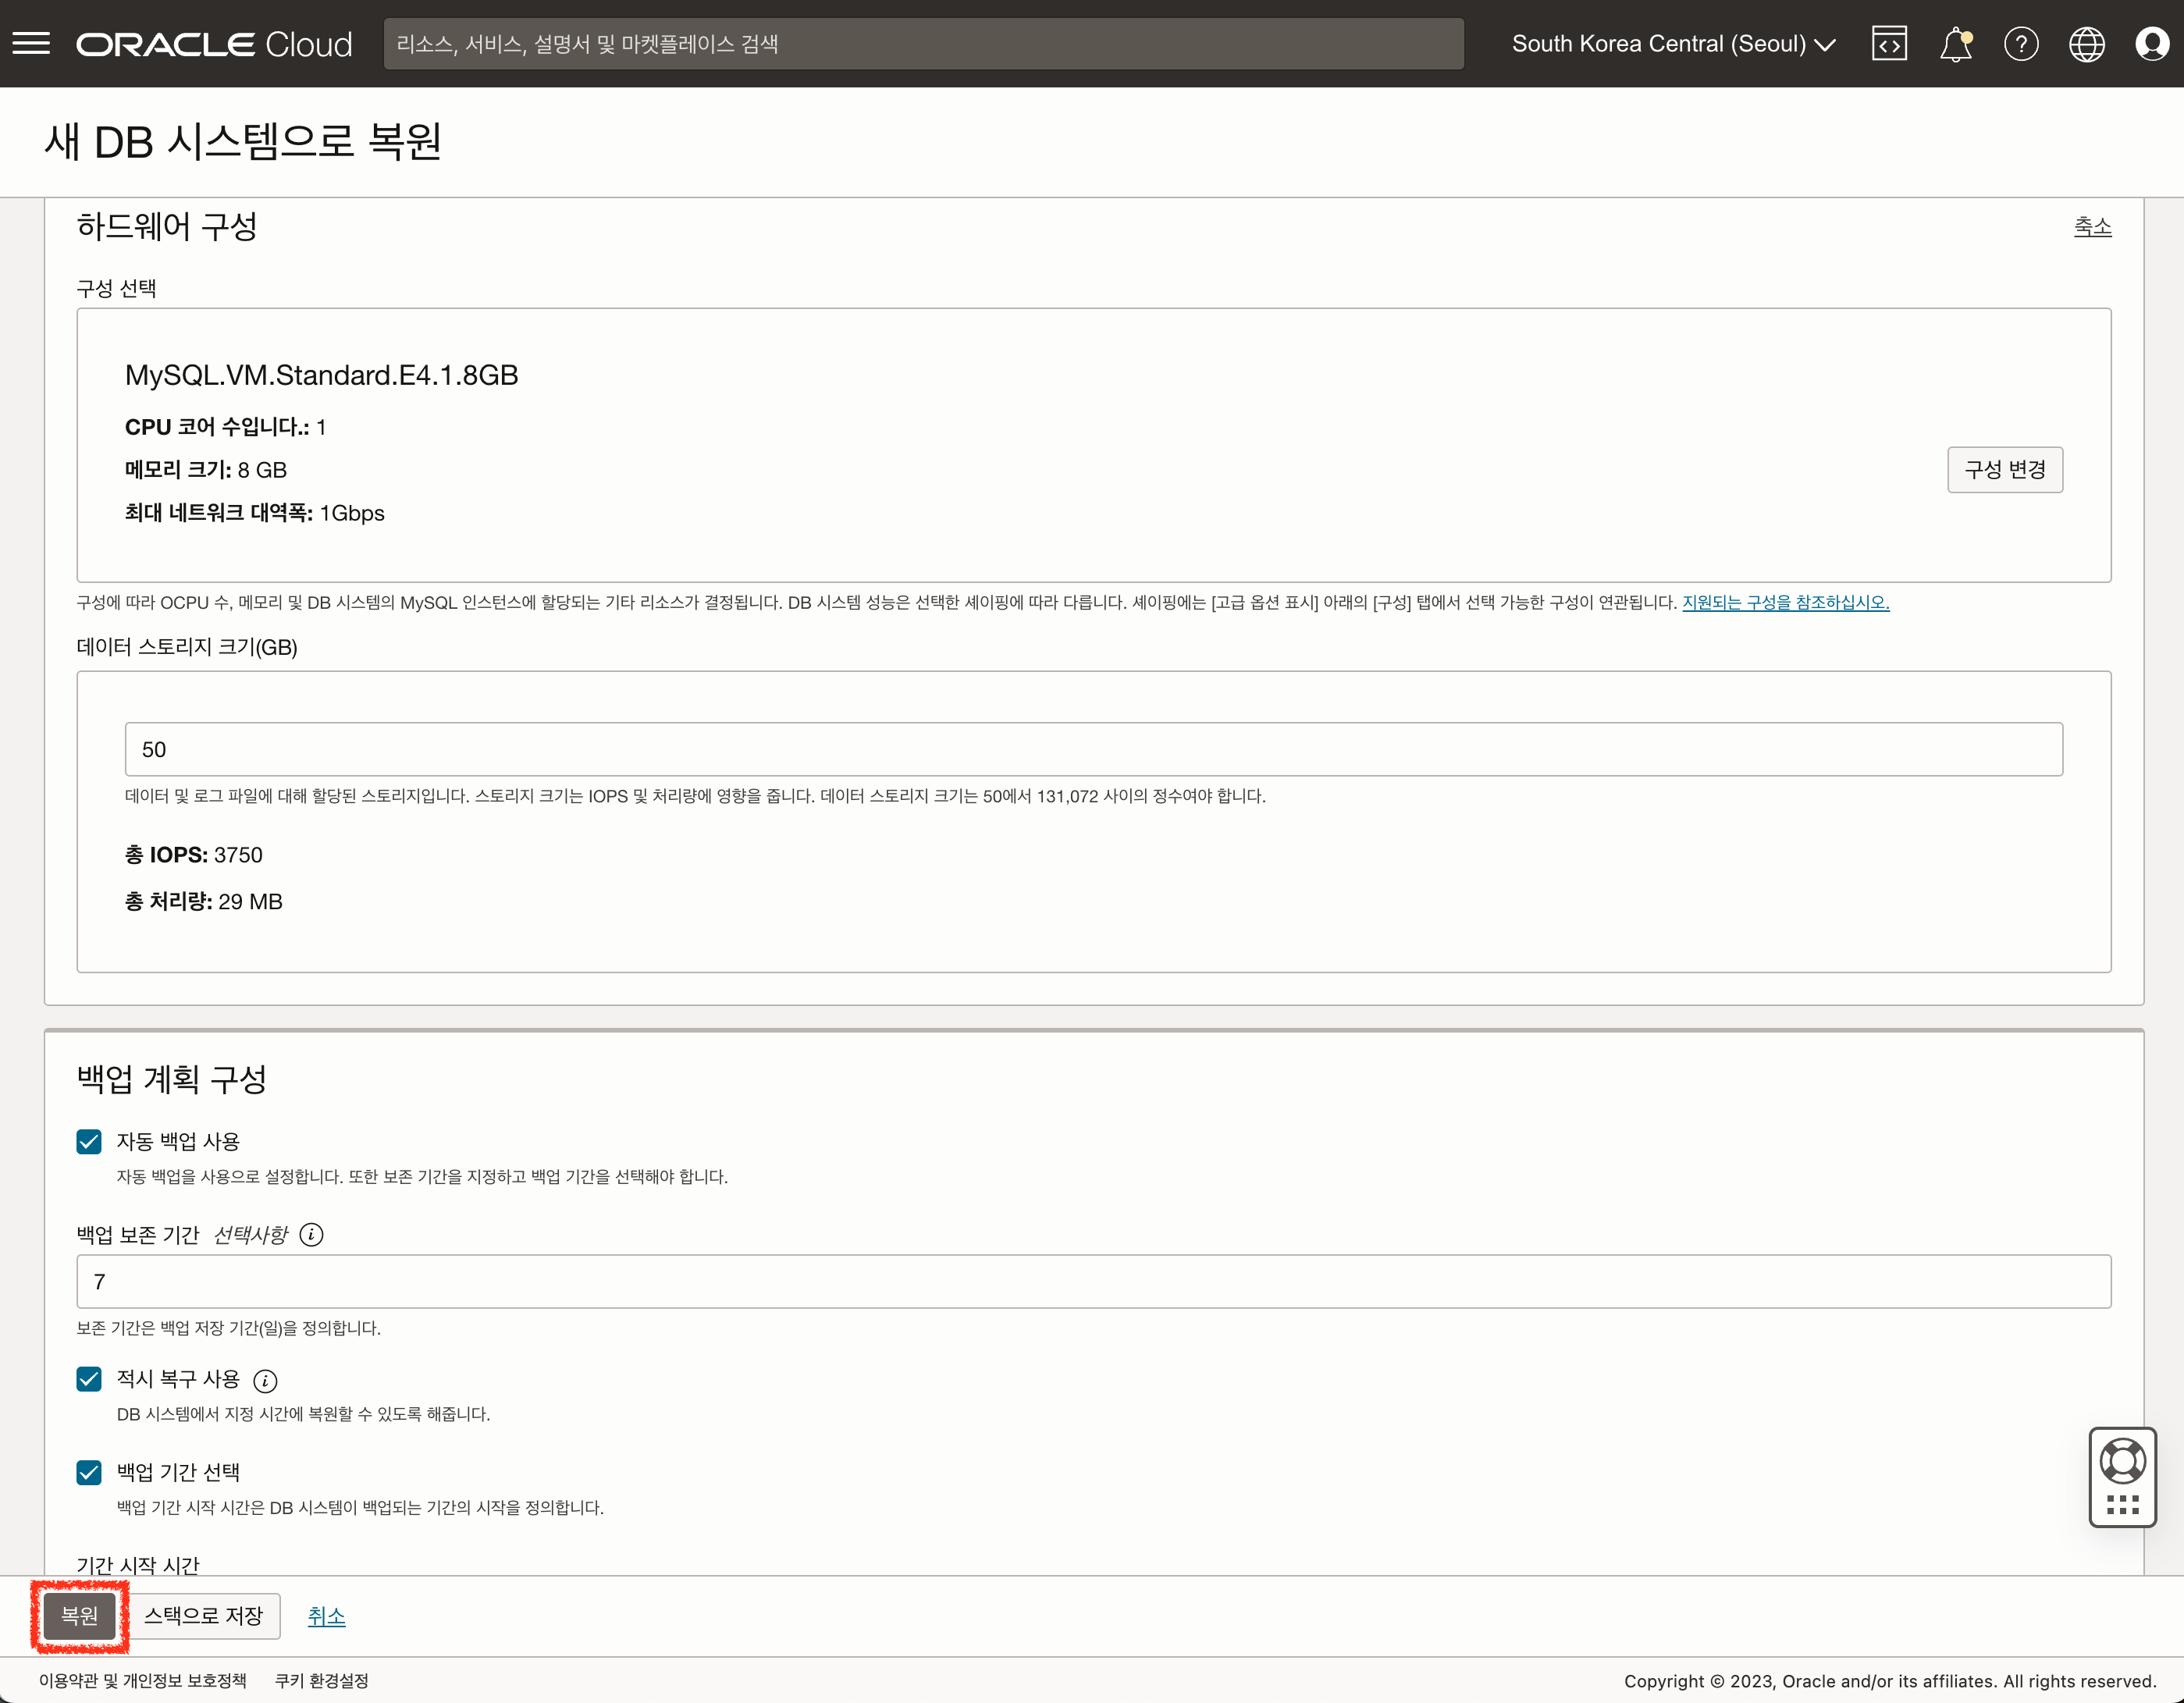 ORACLE Cloud
리소스, 서비스, 설명서 및 마켓플레이스 검색
South Korea Central (Seoul)
새 DB 시스템으로 복원
하드웨어 구성
축소
구성 선택
MySQL.VM.Standard.E4.1.8GB
CPU 코어 수입니다.: 1
메모리 크기: 8 GB
최대 네트워크 대역폭: 1Gbps
구성 변경
구성에 따라 OCPU 수, 메모리 및 DB 시스템의 MySQL 인스턴스에 할당되는 기타 리소스가 결정됩니다. DB 시스템 성능은 선택한 셰이핑에 따라 다릅니다. 셰이핑에는 [고급 옵션 표시] 아래의 [구성] 탭에서 선택 가능한 구성이 연관됩니다. 지원되는 구성을 참조하십시오.
데이터 스토리지 크기(GB)
50
데이터 및 로그 파일에 대해 할당된 스토리지입니다. 스토리지 크기는 IOPS 및 처리량에 영향을 줍니다. 데이터 스토리지 크기는 50에서 131,072 사이의 정수여야 합니다.
총 IOPS: 3750
총 처리량: 29 MB
백업 계획 구성
자동 백업 사용
자동 백업을 사용으로 설정합니다. 또한 보존 기간을 지정하고 백업 기간을 선택해야 합니다.
백업 보존 기간 선택사항
7
보존 기간은 백업 저장 기간(일)을 정의합니다.
적시 복구 사용
DB 시스템에서 지정 시간에 복원할 수 있도록 해줍니다.
백업 기간 선택
백업 기간 시작 시간은 DB 시스템이 백업되는 기간의 시작을 정의합니다.
기간 시작 시간
복원
스택으로 저장
취소
이용약관 및 개인정보 보호정책
쿠키 환경설정
Copyright © 2023, Oracle and/or its affiliates. All rights reserved.